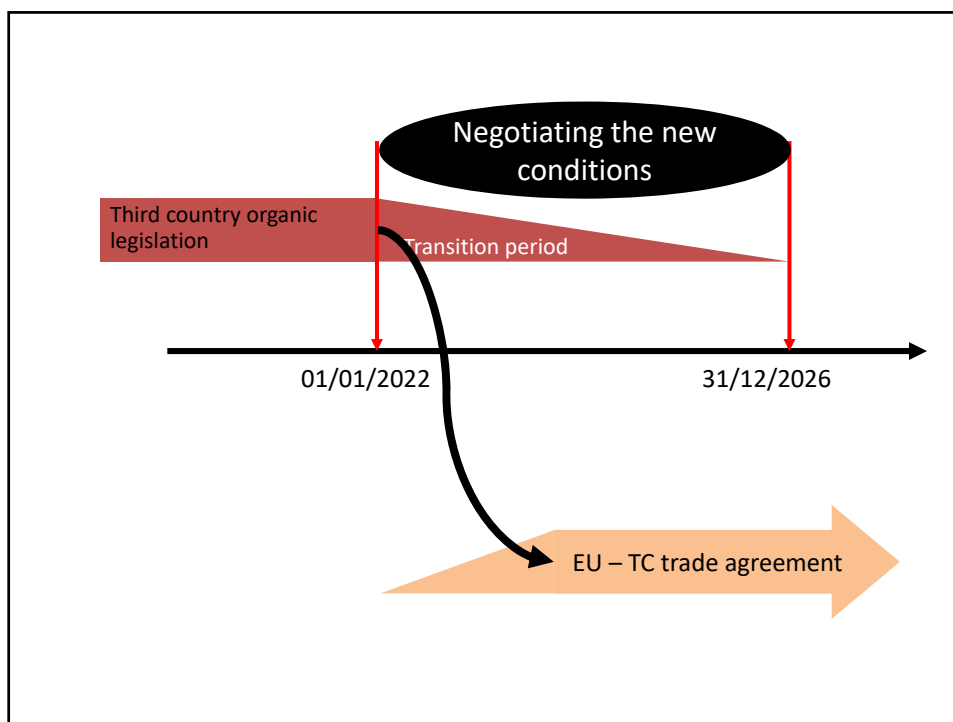 Negotiating the new
conditions
Third country organic
legislation
Transition period
01/01/2022
31/12/2026
EU – TC trade agreement